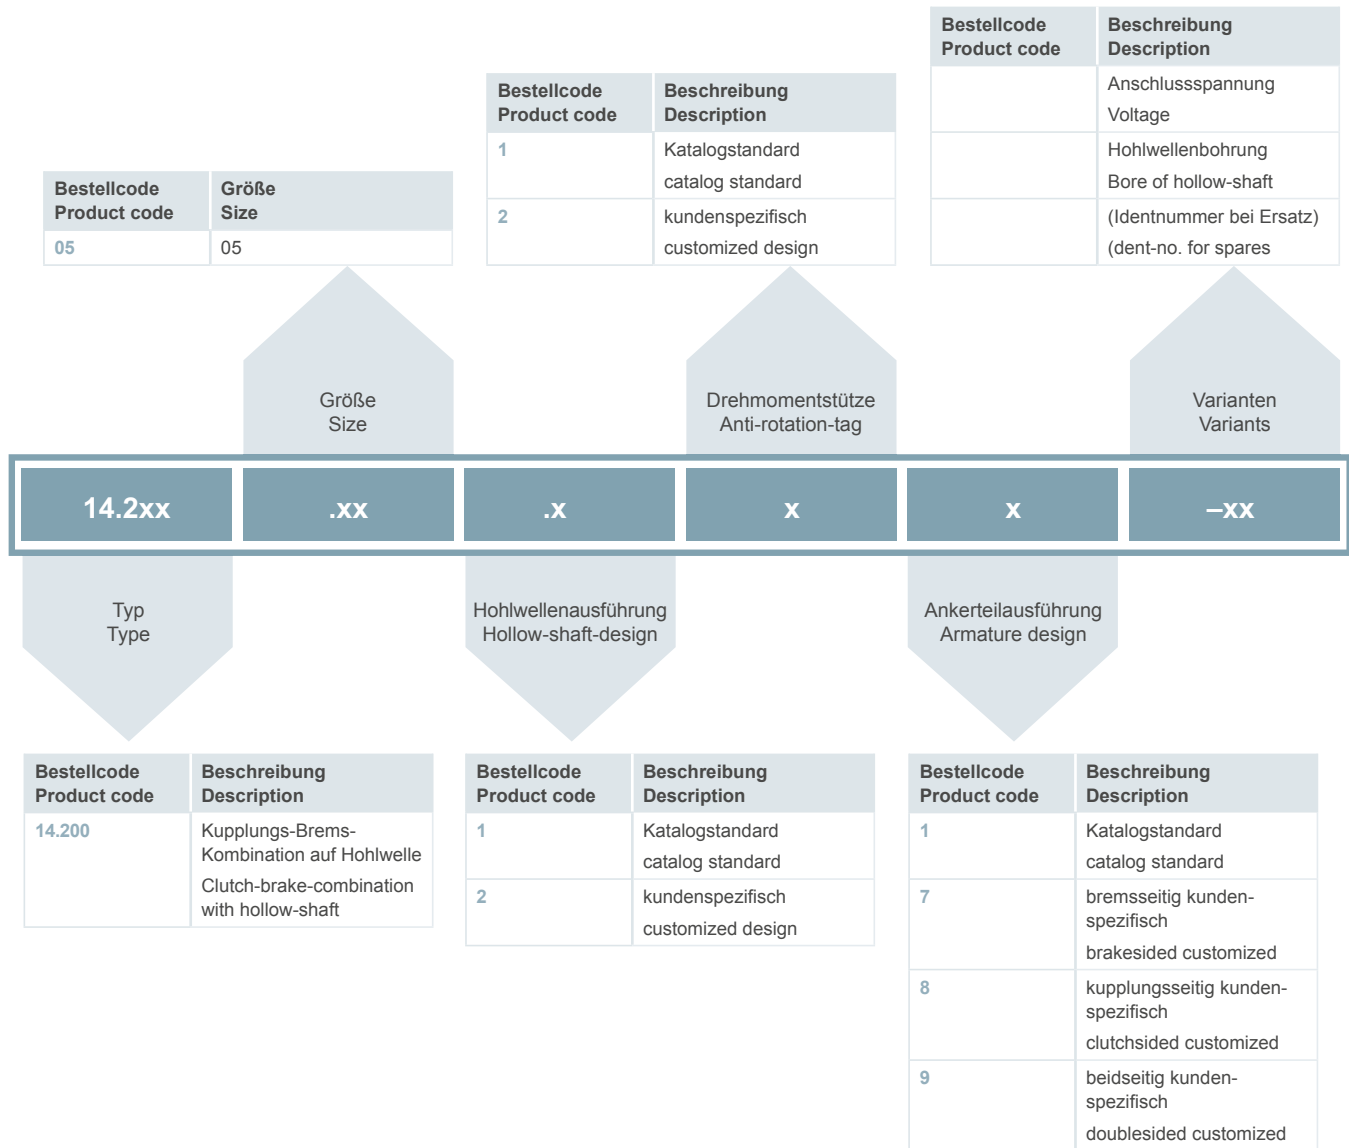 Bestellcode Beschreibung
Product code Description
Anschlussspannung
Voltage
Hohlwellenbohrung
Bore of hollow-shaft
(Identnummer bei Ersatz)
(dent-no. for spares
Bestellcode Beschreibung
Product code Description
1 Katalogstandard
catalog standard
2 kundenspezifisch
customized design
Bestellcode Größe
Product code Size
05 05
Größe
Size
Drehmomentstütze
Anti-rotation-tag
Varianten
Variants
14.2xx .xx .x x x –xx
Typ
Type
Hohlwellenausführung
Hollow-shaft-design
Ankerteilausführung
Armature design
Bestellcode Beschreibung
Product code Description
14.200 Kupplungs-Brems-
Kombination auf Hohlwelle
Clutch-brake-combination
with hollow-shaft
Bestellcode Beschreibung
Product code Description
1 Katalogstandard
catalog standard
2 kundenspezifisch
customized design
Bestellcode Beschreibung
Product code Description
1 Katalogstandard
catalog standard
7 bremsseitig kunden-
spezifisch
brakesided customized
8 kupplungsseitig kunden-
spezifisch
clutchsided customized
9 beidseitig kunden-
spezifisch
doublesided customized